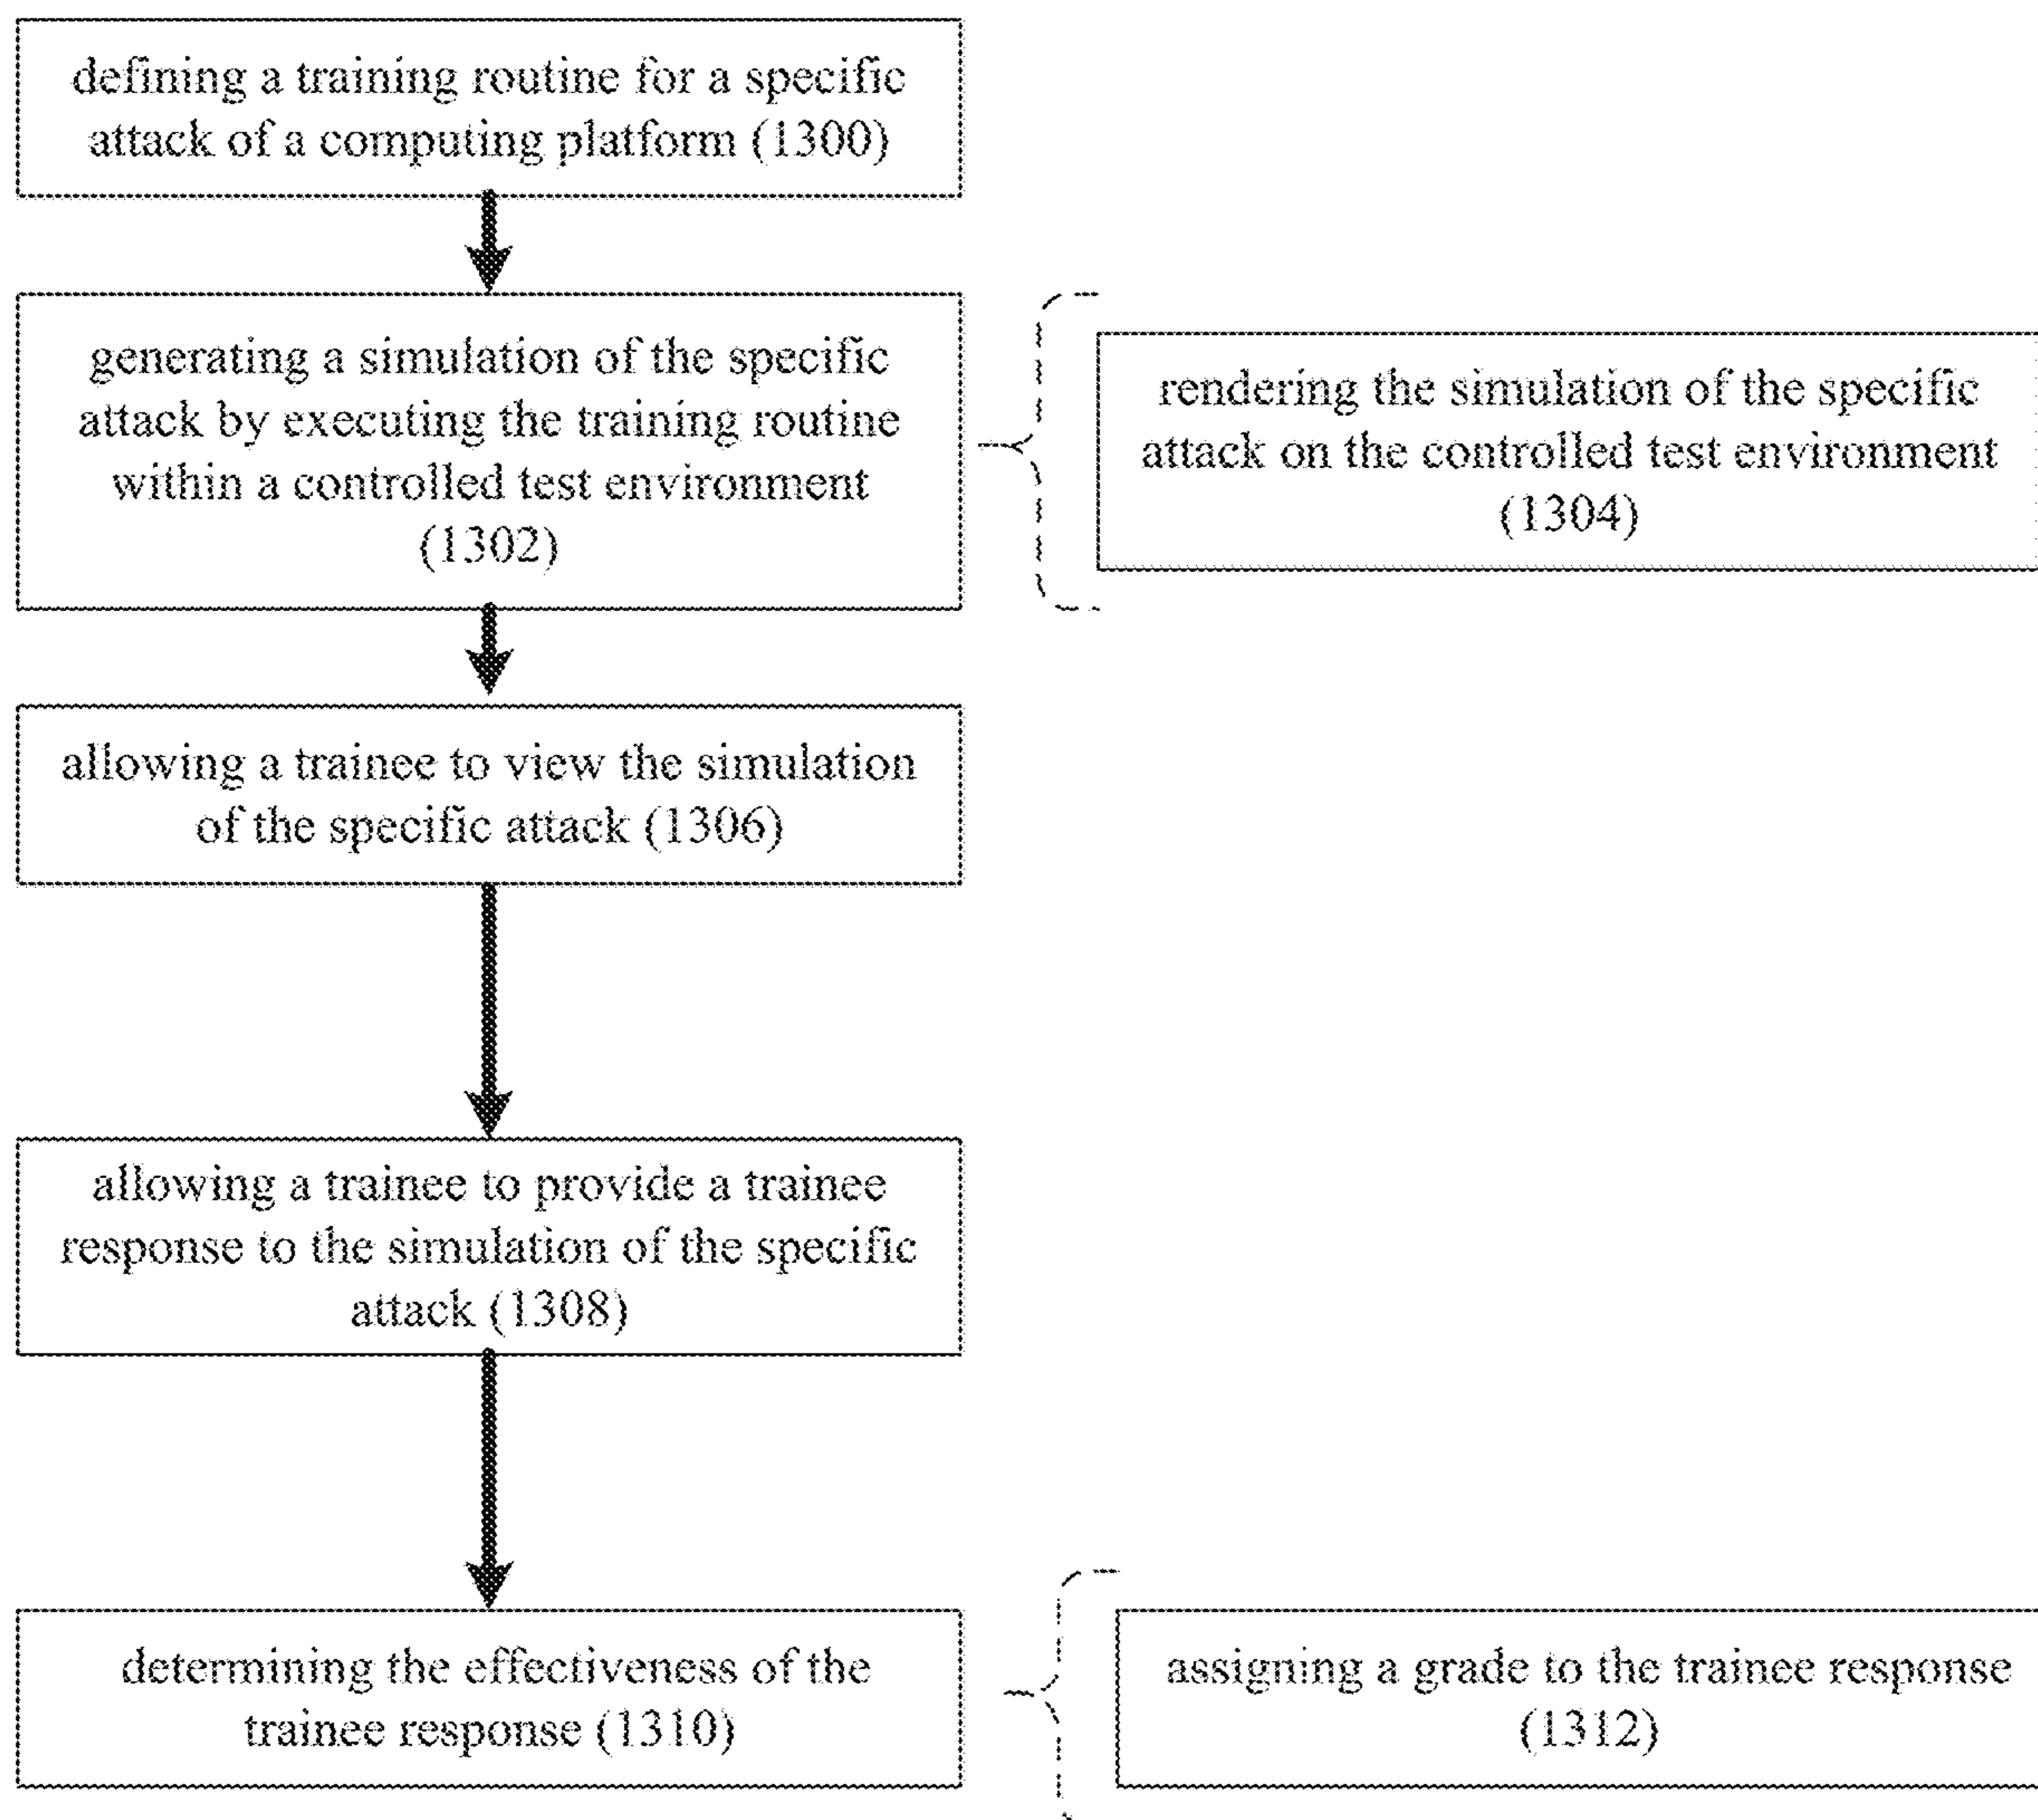 defining a training routine for a specific
attack of a computing platform (1300)
generating a simulation of the specific
attack by executing the training routine
within a controlled test environment
(1302)
rendering the simulation of the specific
attack on the controlled test environment
(1304)
allowing a trainee to view the simulation
of the specific attack (1306)
allowing a trainee to provide a trainee
response to the simulation of the specific
attack (1308)
determining the effectiveness of the
trainee response (1310)
assigning a grade to the trainee response
(1312)